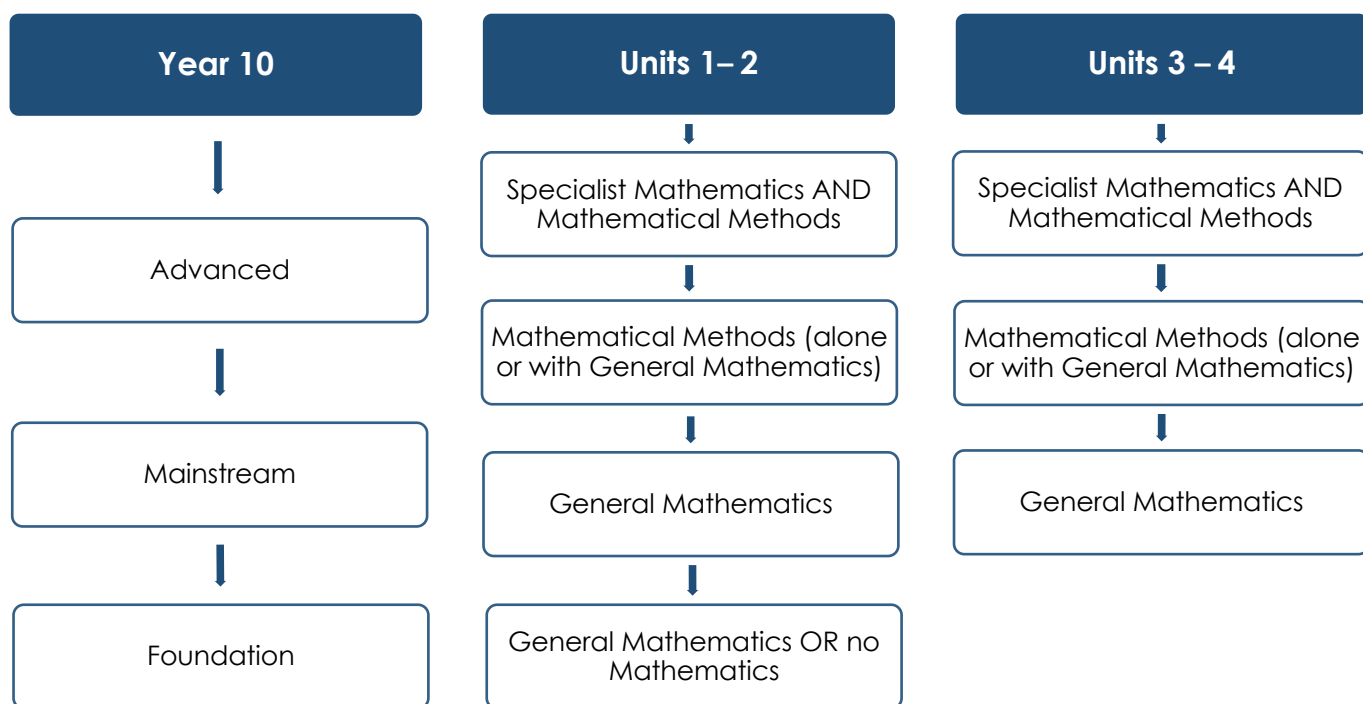 Year 10
Advanced
Mainstream
Foundation
Units 1– 2
Specialist Mathematics AND
Mathematical Methods
Mathematical Methods (alone
or with General Mathematics)
General Mathematics
General Mathematics OR no
Mathematics
Units 3 – 4
Specialist Mathematics AND
Mathematical Methods
Mathematical Methods (alone
or with General Mathematics)
General Mathematics